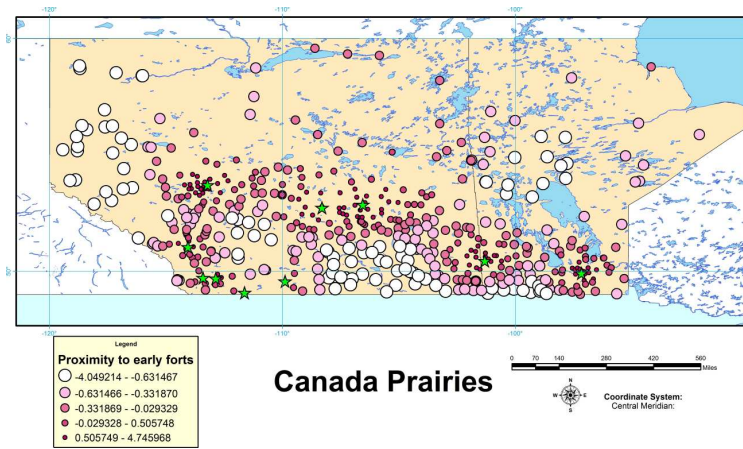 -120°
-110°
-100°
60°
50°
50°
-120°
-110°
-100°
Legend
Proximity to early forts
-4.049214 - -0.631467
-0.631466 - -0.331870
-0.331869 - -0.029329
-0.029328 - 0.505748
0.505749 - 4.745968
Canada Prairies
0 70 140 280 420 560
Miles
N
W E
S
Coordinate System:
Central Meridian: